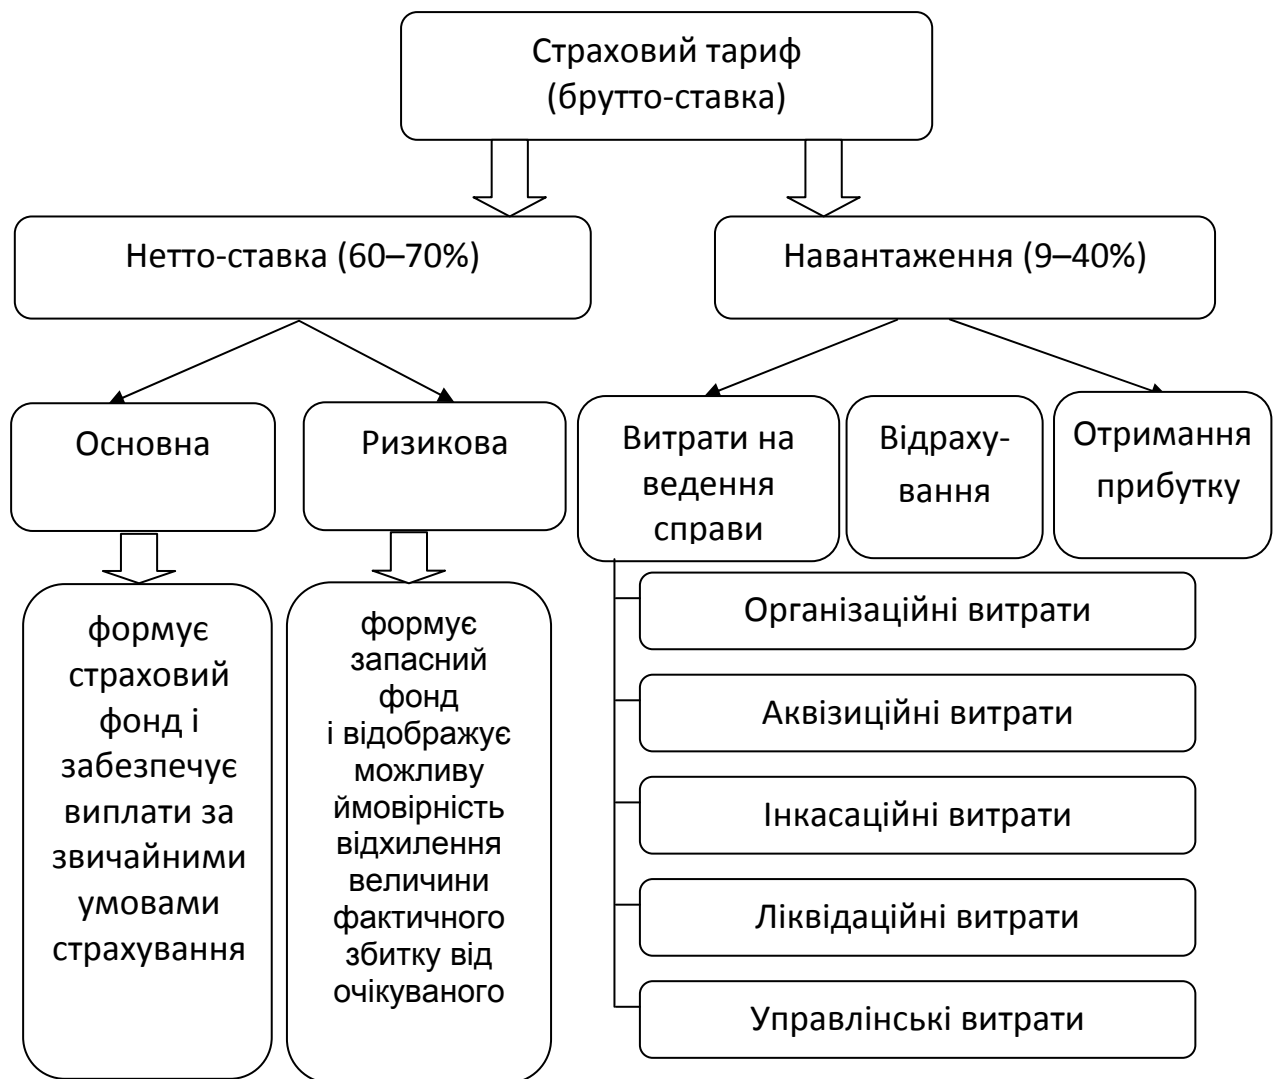 Страховий тариф
(брутто-ставка)
Нетто-ставка (60–70%)
Навантаження (9–40%)
Основна
Ризикова
Витрати на
ведення
справи
Відраху-
вання
Отримання
прибутку
формує
страховий
фонд і
забезпечує
виплати за
звичайними
умовами
страхування
формує
запасний
фонд
і відображує
можливу
ймовірність
відхилення
величини
фактичного
збитку від
очікуваного
Організаційні витрати
Аквізиційні витрати
Інкасаційні витрати
Ліквідаційні витрати
Управлінські витрати